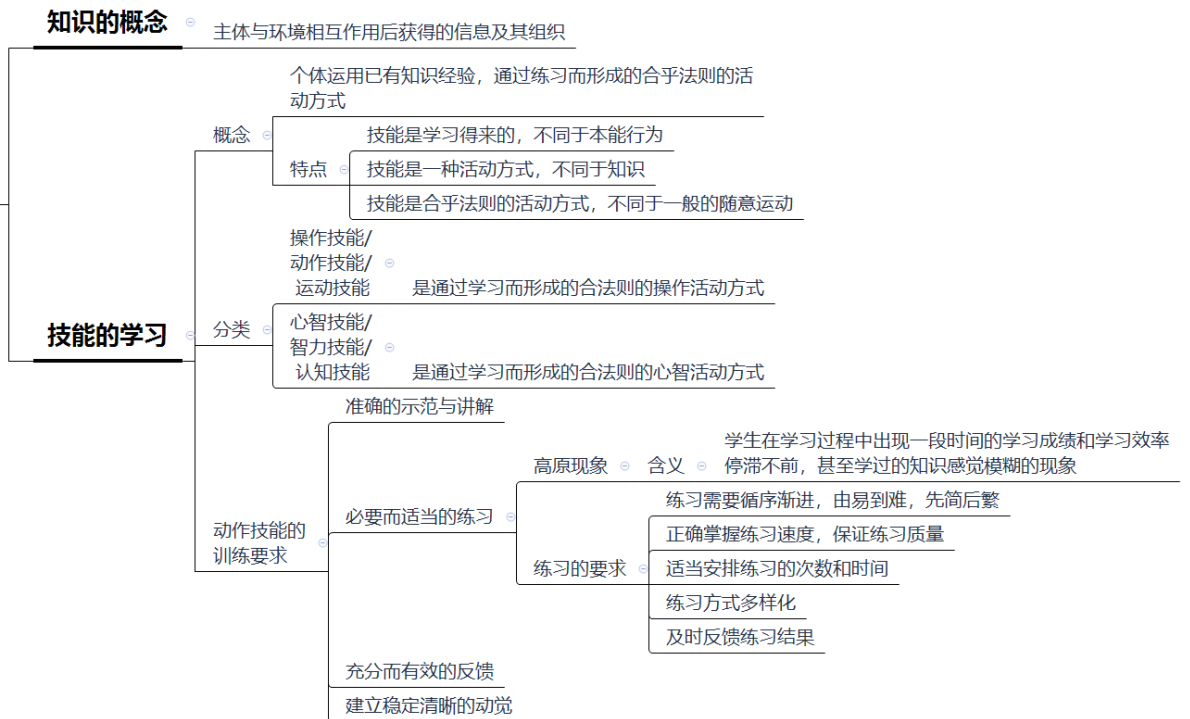 知识的概念
主体与环境相互作用后获得的信息及其组织
个体运用已有知识经验，通过练习而形成的合乎法则的活
动方式
概念
技能是学习得来的，不同于本能行为
特点
技能是一种活动方式，不同于知识
技能是合乎法则的活动方式，不同于一般的随意运动
操作技能/
动作技能/
运动技能
是通过学习而形成的合法则的操作活动方式
技能的学习
分类
心智技能/
智力技能/
认知技能
是通过学习而形成的合法则的心智活动方式
准确的示范与讲解
学生在学习过程中出现一段时间的学习成绩和学习效率
停滞不前，甚至学过的知识感觉模糊的现象
高原现象
含义
必要而适当的练习
练习需要循序渐进，由易到难，先简后繁
正确掌握练习速度，保证练习质量
动作技能的
训练要求
练习的要求
适当安排练习的次数和时间
练习方式多样化
及时反馈练习结果
充分而有效的反馈
建立稳定清晰的动觉